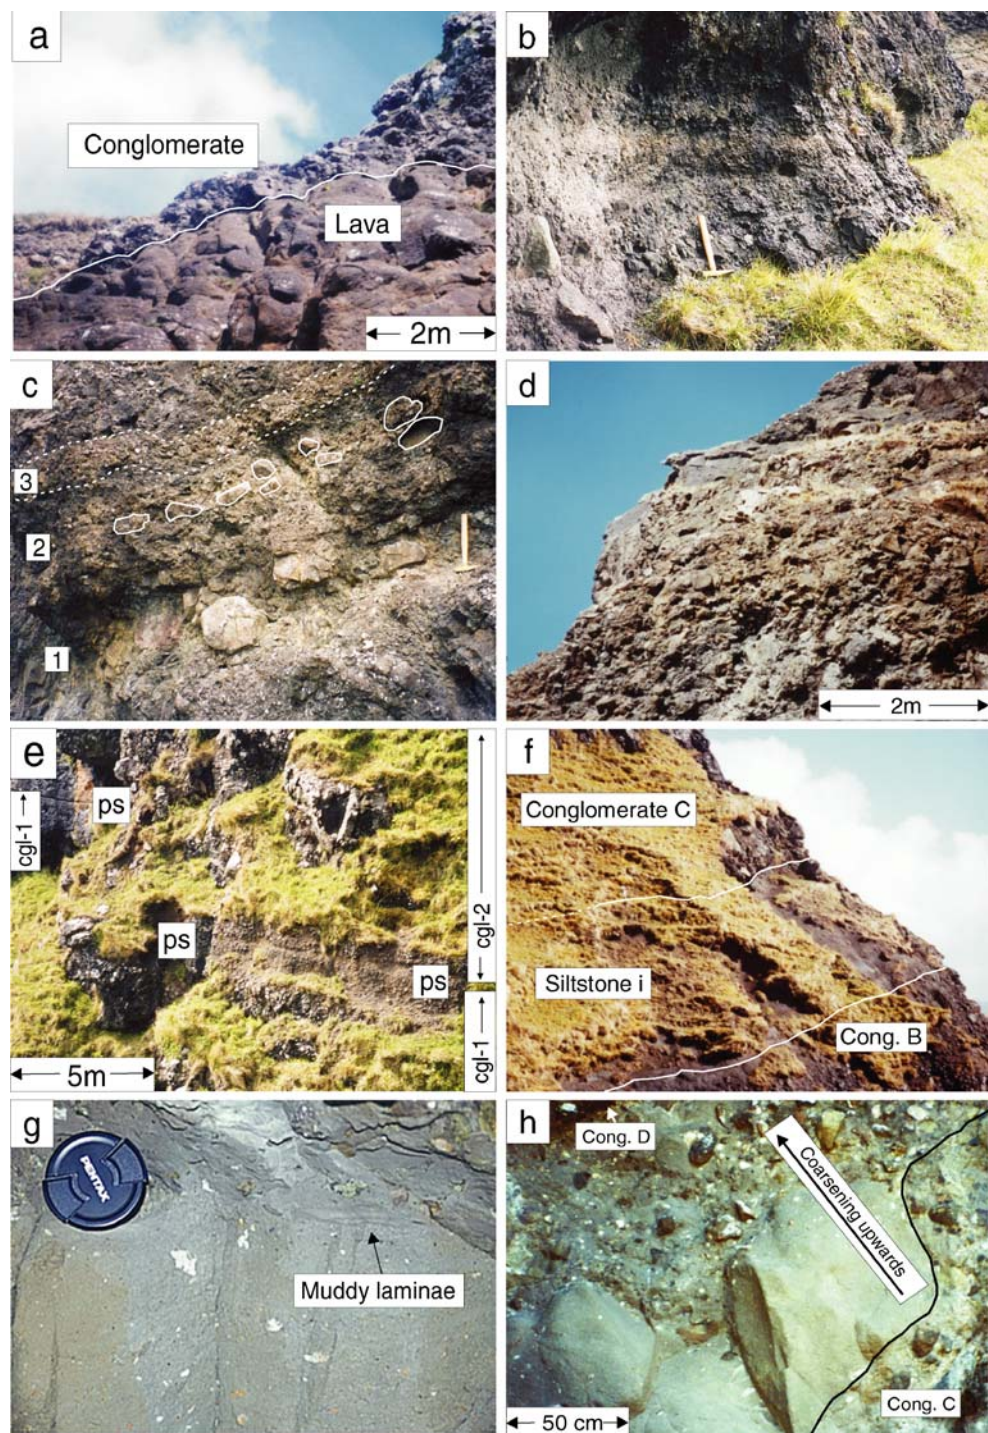 a
Conglomerate
Lava
2m
b
c
3
2
1
d
2m
e
cgl-1
ps
ps
ps
cgl-2
cgl-1
5m
f
Conglomerate C
Siltstone i
Cong. B
g
PENTAX
Muddy laminae
h
Cong. D
Coarsening upwards
Cong. C
50 cm